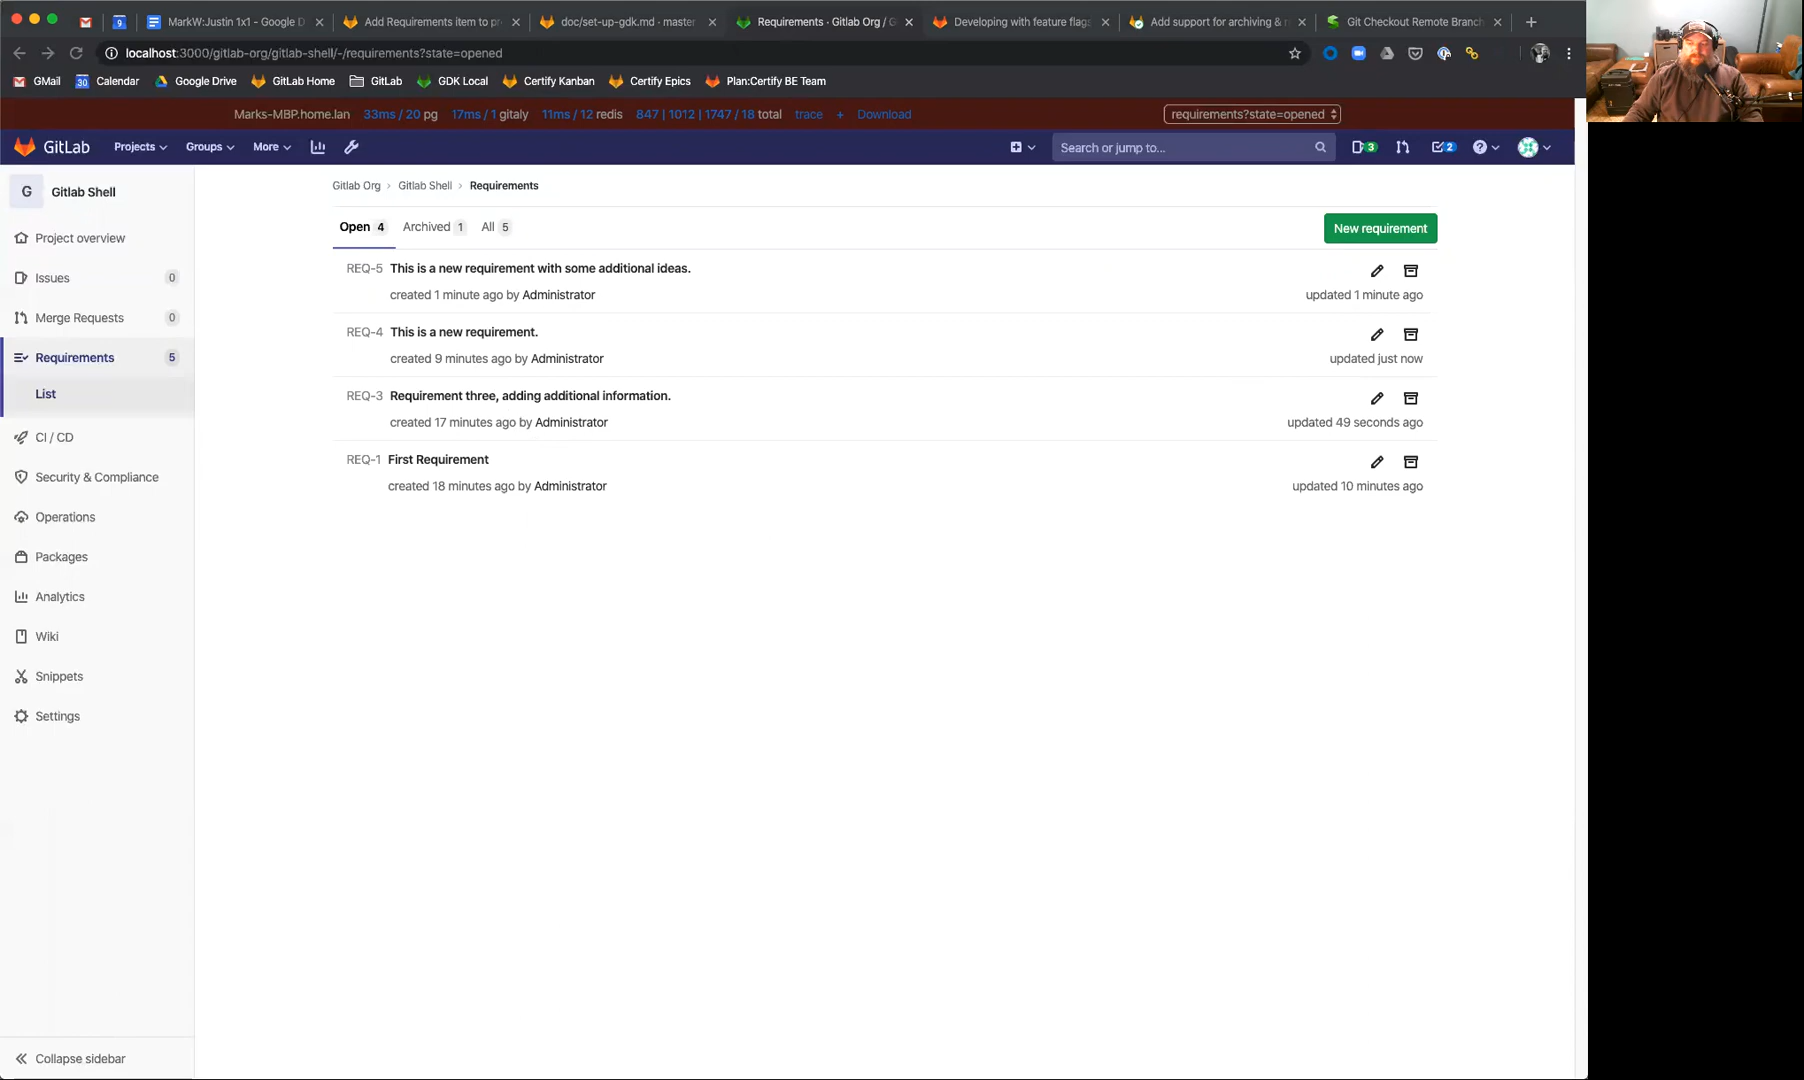 MarkW:Justin 1x1 - Google D
Add Requirements item to pr
doc/set-up-gdk.md · master
Requirements · Gitlab Org / G
Developing with feature flags
Add support for archiving & r
Git Checkout Remote Branch
localhost:3000/gitlab-org/gitlab-shell/-/requirements?state=opened
GMail
30 Calendar
Google Drive
GitLab Home
GitLab
GDK Local
Certify Kanban
Certify Epics
Plan:Certify BE Team
Marks-MBP.home.lan 33ms / 20 pg 17ms / 1 gitaly 11ms / 12 redis 847 | 1012 | 1747 / 18 total trace + Download
requirements?state=opened
GitLab Projects Groups More
Search or jump to...
3
2
G Gitlab Shell
Project overview
Issues 0
Merge Requests 0
Requirements 5
List
CI / CD
Security & Compliance
Operations
Packages
Analytics
Wiki
Snippets
Settings
Collapse sidebar
Gitlab Org › Gitlab Shell › Requirements
Open 4 Archived 1 All 5
New requirement
REQ-5 This is a new requirement with some additional ideas.
created 1 minute ago by Administrator
updated 1 minute ago
REQ-4 This is a new requirement.
created 9 minutes ago by Administrator
updated just now
REQ-3 Requirement three, adding additional information.
created 17 minutes ago by Administrator
updated 49 seconds ago
REQ-1 First Requirement
created 18 minutes ago by Administrator
updated 10 minutes ago